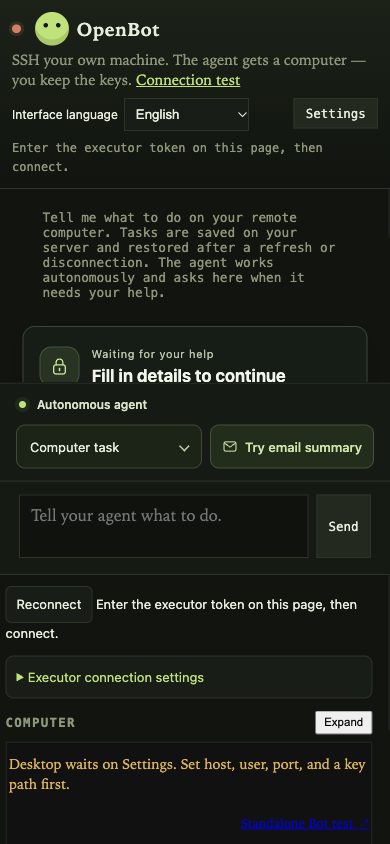 OpenBot
SSH your own machine. The agent gets a computer —
you keep the keys. Connection test
Interface language English Settings
Enter the executor token on this page, then
connect.
Tell me what to do on your remote
computer. Tasks are saved on your
server and restored after a refresh or
disconnection. The agent works
autonomously and asks here when it
needs your help.
Waiting for your help
Fill in details to continue
Autonomous agent
Computer task
Try email summary
Tell your agent what to do.
Send
Reconnect Enter the executor token on this page, then
connect.
Executor connection settings
COMPUTER Expand
Desktop waits on Settings. Set host, user, port, and a key
path first.
Standalone Bot test ↗